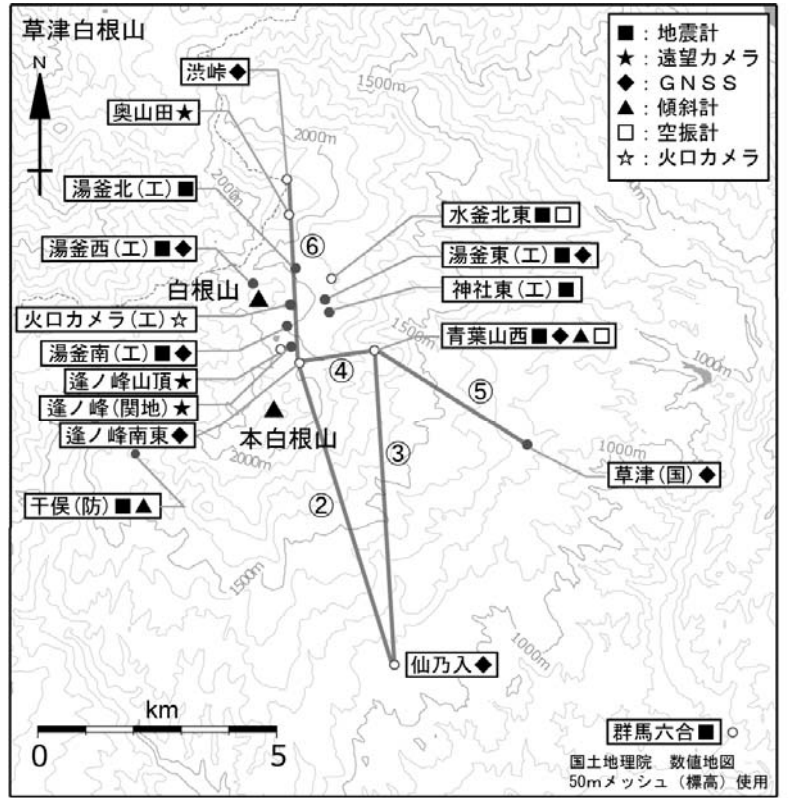 草津白根山
N
■:地震計
★:遠望カメラ
◆:GNSS
▲:傾斜計
□:空振計
☆:火口カメラ
渋峠◆
1500m
奥山田★
2000m
2000m
湯釜北(工)■
水釜北東■□
⑥
湯釜西(工)■◆
湯釜東(工)■◆
白根山
神社東(工)■
火口カメラ(工)☆
1500m
青葉山西■◆▲□
湯釜南(工)■◆
1000m
逢ノ峰山頂★
④
⑤
逢ノ峰(関地)★
逢ノ峰南東◆
本白根山
2000m
③
1000m
草津(国)◆
干俣(防)■▲
②
1500m
1000m
仙乃入◆
km
0
5
群馬六合■
国土地理院 数値地図
50mメッシュ(標高)使用